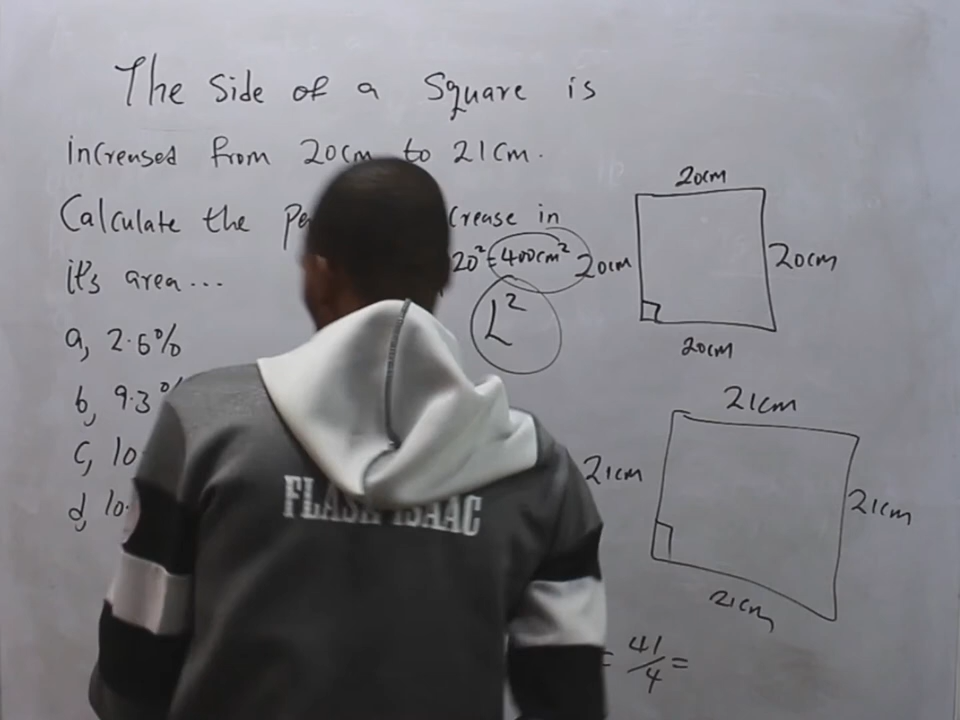 The Side of a Square is
increased from 20cm to 21cm.
Calculate the crease in
it's area...
20² = 400cm²
L²
a, 2.5%
b, 9.3%
c, 10
d, 10.
20cm
20cm
20cm
20cm
21cm
21cm
21cm
21cm
= 41/4 =
FLASH ISAAC